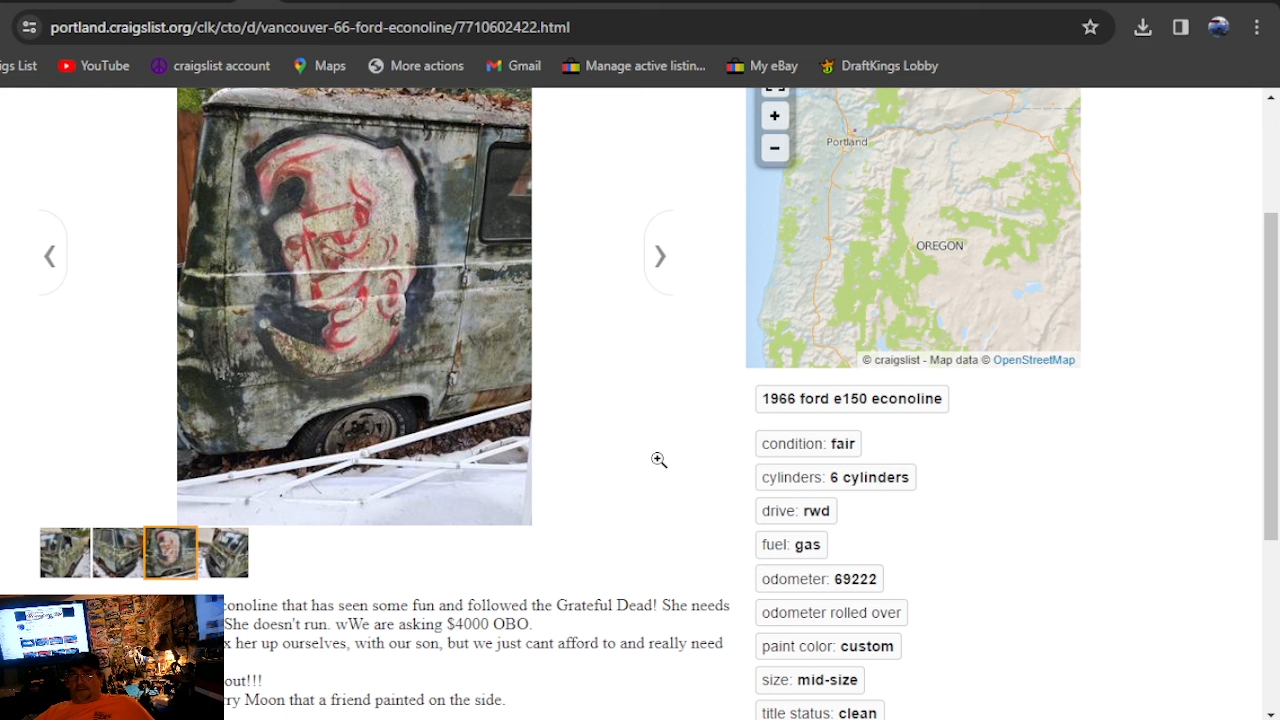 portland.craigslist.org/clk/cto/d/vancouver-66-ford-econoline/7710602422.html
igs List YouTube craigslist account Maps More actions Gmail Manage active listin... My eBay DraftKings Lobby
+
Portland
−
OREGON
© craigslist - Map data © OpenStreetMap
1966 ford e150 econoline
condition: fair
cylinders: 6 cylinders
drive: rwd
fuel: gas
odometer: 69222
odometer rolled over
paint color: custom
size: mid-size
title status: clean
conoline that has seen some fun and followed the Grateful Dead! She needs
She doesn't run. wWe are asking $4000 OBO.
x her up ourselves, with our son, but we just cant afford to and really need
out!!!
rry Moon that a friend painted on the side.